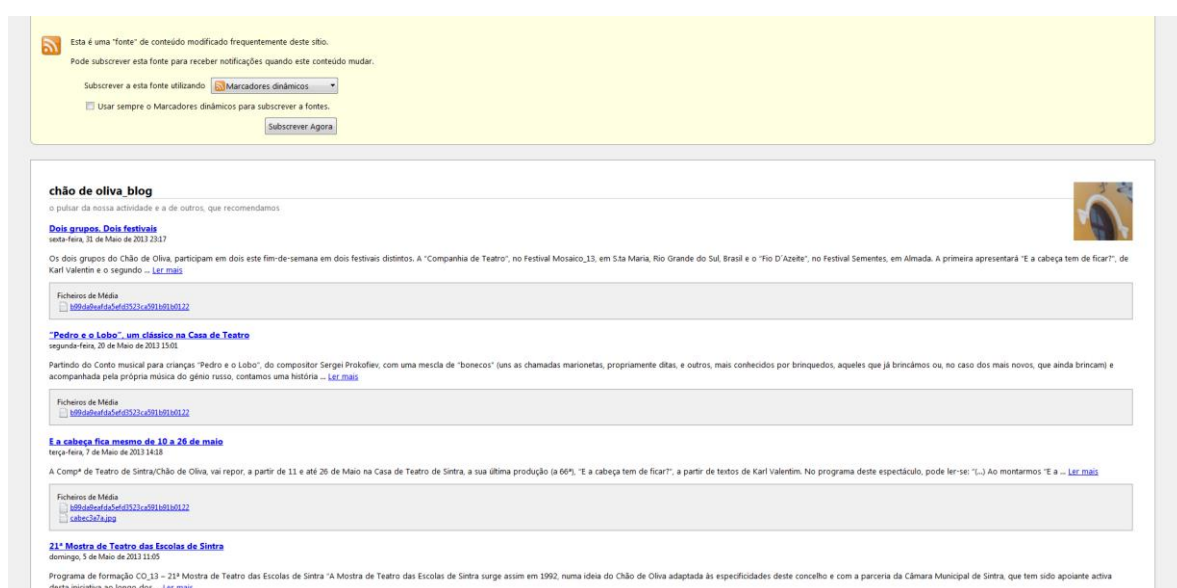 Esta é uma "fonte" de conteúdo modificado frequentemente deste sítio.
Pode subscrever esta fonte para receber notificações quando este conteúdo mudar.
Subscrever a esta fonte utilizando Marcadores dinâmicos
Usar sempre o Marcadores dinâmicos para subscrever a fontes.
Subscrever Agora
chão de oliva_blog
o pulsar da nossa actividade e a de outros, que recomendamos
Dois grupos. Dois festivais
sexta-feira, 31 de Maio de 2013 23:17
Os dois grupos do Chão de Oliva, participam em dois este fim-de-semana em dois festivais distintos. A "Companhia de Teatro", no Festival Mosaico_13, em S.ta Maria, Rio Grande do Sul, Brasil e o "Fio D'Azeite", no Festival Sementes, em Almada. A primeira apresentará "E a cabeça tem de ficar?", de
Karl Valentin e o segundo ... Ler mais
Ficheiros de Média
b99da9eafda5efd3523ca591b91b0122
"Pedro e o Lobo", um clássico na Casa de Teatro
segunda-feira, 20 de Maio de 2013 15:01
Partindo do Conto musical para crianças "Pedro e o Lobo", do compositor Sergei Prokofiev, com uma mescla de "bonecos" (uns as chamadas marionetas, propriamente ditas, e outros, mais conhecidos por brinquedos, aqueles que já brincámos ou, no caso dos mais novos, que ainda brincam) e
acompanhada pela própria música do génio russo, contamos uma história ... Ler mais
Ficheiros de Média
b99da9eafda5efd3523ca591b91b0122
E a cabeça fica mesmo de 10 a 26 de maio
terça-feira, 7 de Maio de 2013 14:18
A Compª de Teatro de Sintra/Chão de Oliva, vai repor, a partir de 11 e até 26 de Maio na Casa de Teatro de Sintra, a sua última produção (a 66ª), "E a cabeça tem de ficar?", a partir de textos de Karl Valentim. No programa deste espectáculo, pode ler-se: "(...) Ao montarmos "E a ... Ler mais
Ficheiros de Média
b99da9eafda5efd3523ca591b91b0122
cabec3a7a.jpg
21ª Mostra de Teatro das Escolas de Sintra
domingo, 5 de Maio de 2013 11:05
Programa de formação CO_13 – 21ª Mostra de Teatro das Escolas de Sintra "A Mostra de Teatro das Escolas de Sintra surge assim em 1992, numa ideia do Chão de Oliva adaptada às especificidades deste concelho e com a parceria da Câmara Municipal de Sintra, que tem sido apoiante activa
desta iniciativa ao longo dos ... Ler mais